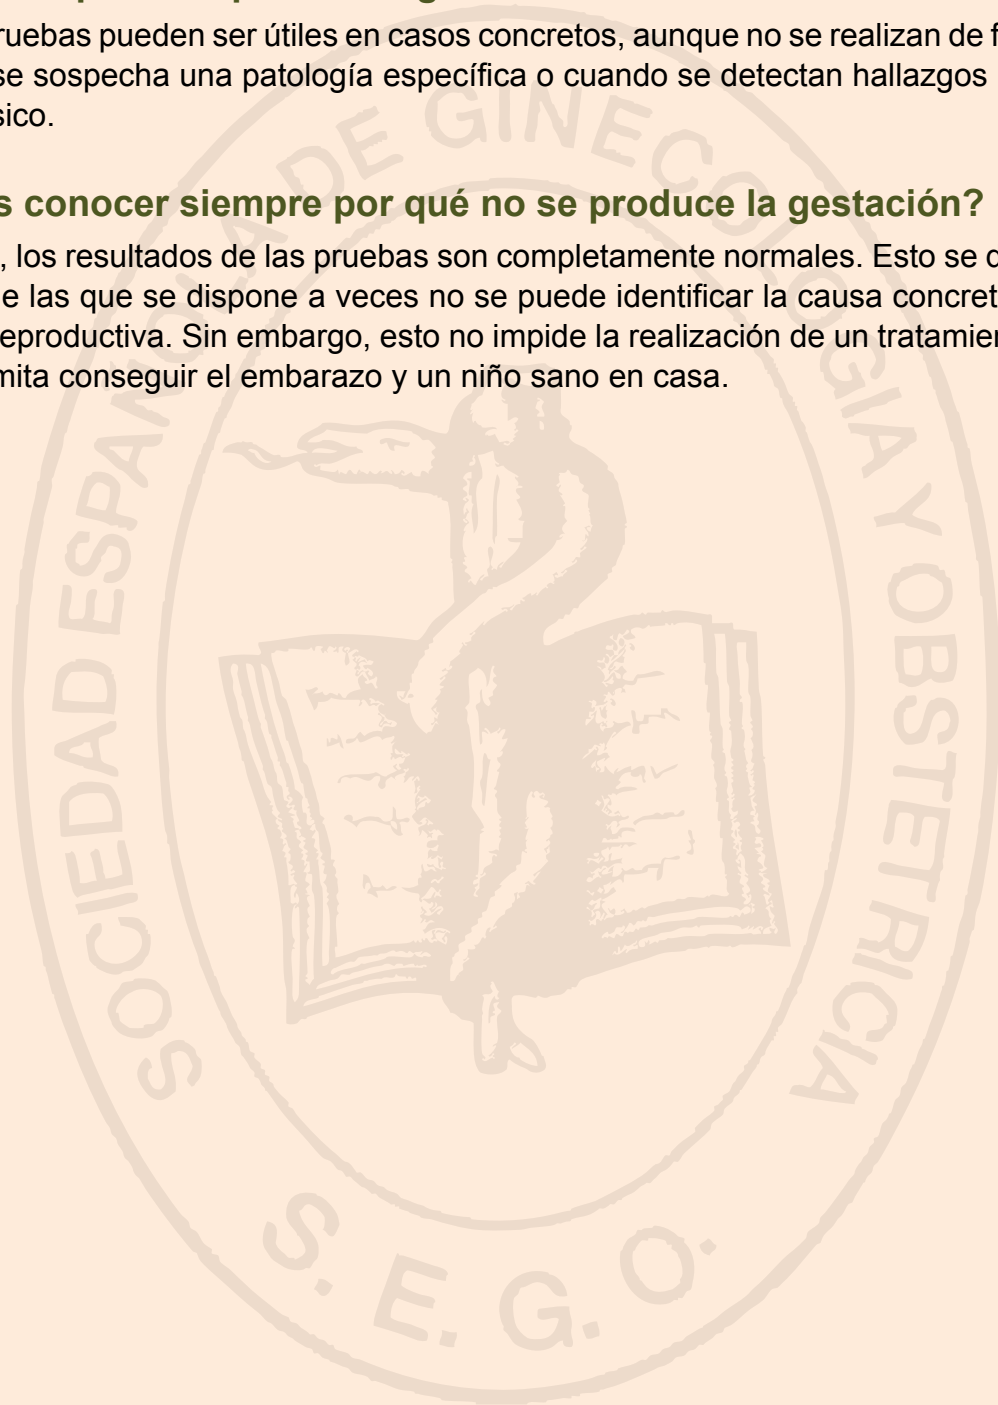 ruebas pueden ser útiles en casos concretos, aunque no se realizan de f
se sospecha una patología específica o cuando se detectan hallazgos
sico.
s conocer siempre por qué no se produce la gestación?
, los resultados de las pruebas son completamente normales. Esto se d
e las que se dispone a veces no se puede identificar la causa concret
eproductiva. Sin embargo, esto no impide la realización de un tratamien
mita conseguir el embarazo y un niño sano en casa.
SOCIEDAD ESPAÑOLA DE GINECOLOGIA Y OBSTETRICIA
S. E. G. O.